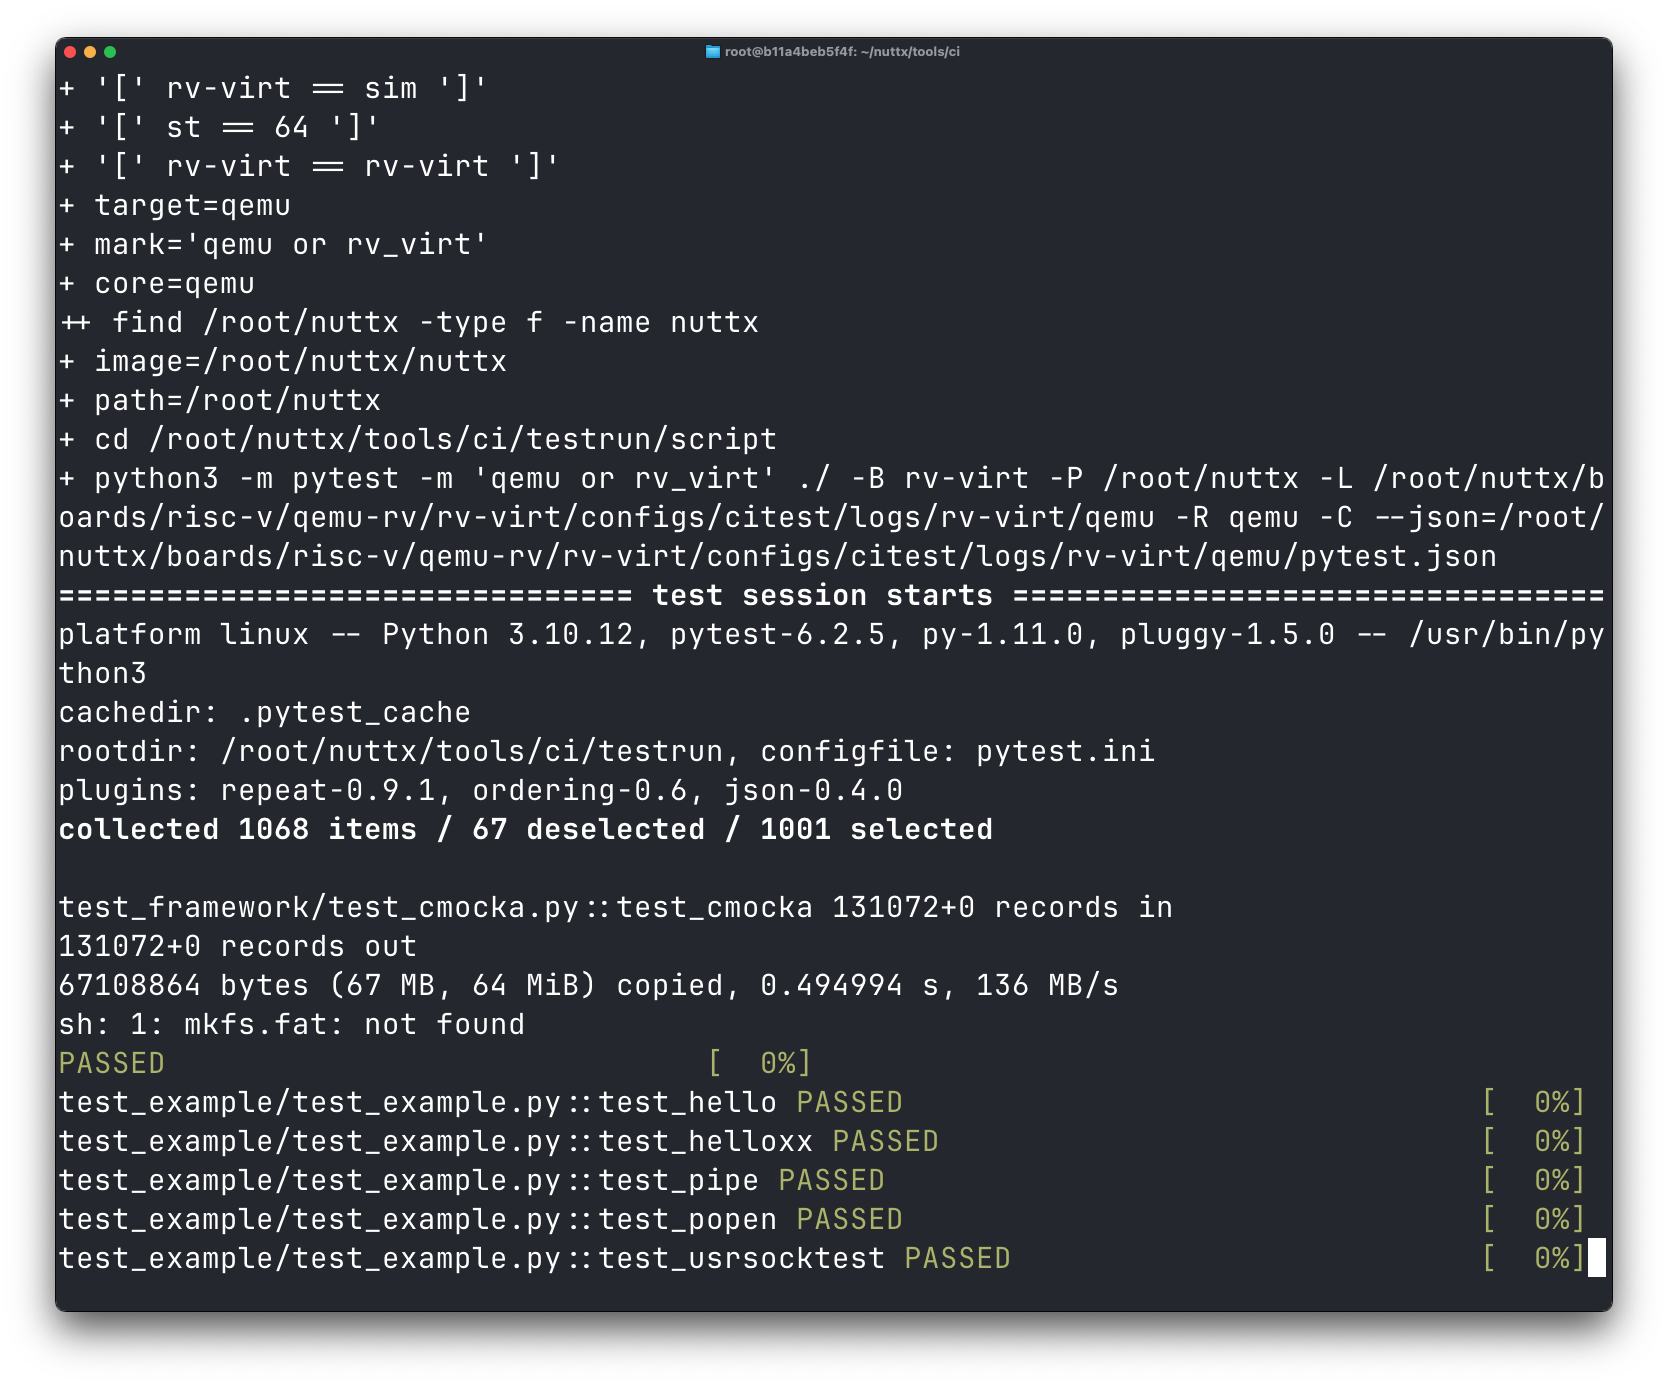 root@b11a4beb5f4f: ~/nuttx/tools/ci
+ '[' rv-virt == sim ']'
+ '[' st == 64 ']'
+ '[' rv-virt == rv-virt ']'
+ target=qemu
+ mark='qemu or rv_virt'
+ core=qemu
++ find /root/nuttx -type f -name nuttx
+ image=/root/nuttx/nuttx
+ path=/root/nuttx
+ cd /root/nuttx/tools/ci/testrun/script
+ python3 -m pytest -m 'qemu or rv_virt' ./ -B rv-virt -P /root/nuttx -L /root/nuttx/b
oards/risc-v/qemu-rv/rv-virt/configs/citest/logs/rv-virt/qemu -R qemu -C --json=/root/
nuttx/boards/risc-v/qemu-rv/rv-virt/configs/citest/logs/rv-virt/qemu/pytest.json
================================ test session starts =================================
platform linux -- Python 3.10.12, pytest-6.2.5, py-1.11.0, pluggy-1.5.0 -- /usr/bin/py
thon3
cachedir: .pytest_cache
rootdir: /root/nuttx/tools/ci/testrun, configfile: pytest.ini
plugins: repeat-0.9.1, ordering-0.6, json-0.4.0
collected 1068 items / 67 deselected / 1001 selected
test_framework/test_cmocka.py::test_cmocka 131072+0 records in
131072+0 records out
67108864 bytes (67 MB, 64 MiB) copied, 0.494994 s, 136 MB/s
sh: 1: mkfs.fat: not found
PASSED [  0%]
test_example/test_example.py::test_hello PASSED [  0%]
test_example/test_example.py::test_helloxx PASSED [  0%]
test_example/test_example.py::test_pipe PASSED [  0%]
test_example/test_example.py::test_popen PASSED [  0%]
test_example/test_example.py::test_usrsocktest PASSED [  0%]